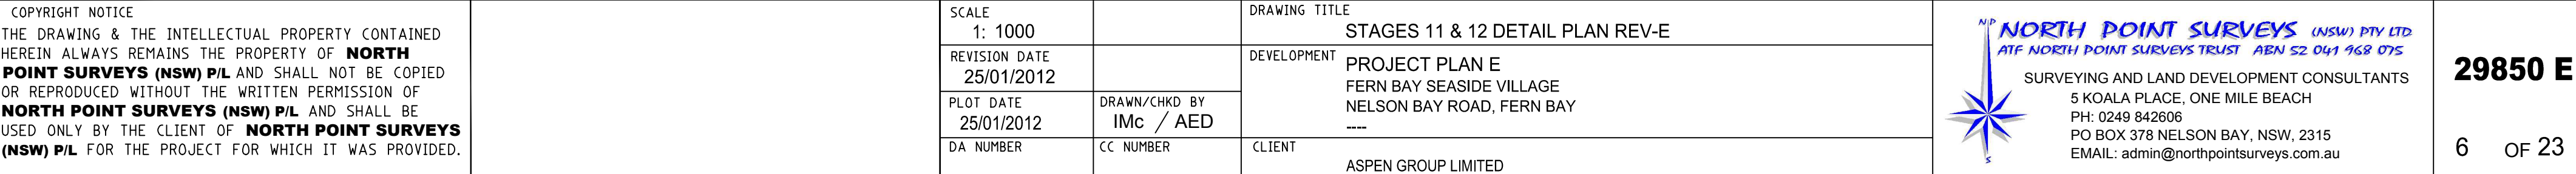 COPYRIGHT NOTICE
THE DRAWING & THE INTELLECTUAL PROPERTY CONTAINED
HEREIN ALWAYS REMAINS THE PROPERTY OF NORTH
POINT SURVEYS (NSW) P/L AND SHALL NOT BE COPIED
OR REPRODUCED WITHOUT THE WRITTEN PERMISSION OF
NORTH POINT SURVEYS (NSW) P/L AND SHALL BE
USED ONLY BY THE CLIENT OF NORTH POINT SURVEYS
(NSW) P/L FOR THE PROJECT FOR WHICH IT WAS PROVIDED.
SCALE
1: 1000
REVISION DATE
25/01/2012
PLOT DATE
25/01/2012
DRAWN/CHKD BY
IMc / AED
DA NUMBER
CC NUMBER
DRAWING TITLE
STAGES 11 & 12 DETAIL PLAN REV-E
DEVELOPMENT
PROJECT PLAN E
FERN BAY SEASIDE VILLAGE
NELSON BAY ROAD, FERN BAY
----
CLIENT
ASPEN GROUP LIMITED
N P
NORTH POINT SURVEYS (NSW) PTY LTD
ATF NORTH POINT SURVEYS TRUST ABN 52 041 968 075
SURVEYING AND LAND DEVELOPMENT CONSULTANTS
5 KOALA PLACE, ONE MILE BEACH
PH: 0249 842606
PO BOX 378 NELSON BAY, NSW, 2315
EMAIL: admin@northpointsurveys.com.au
S
29850 E
6 OF 23